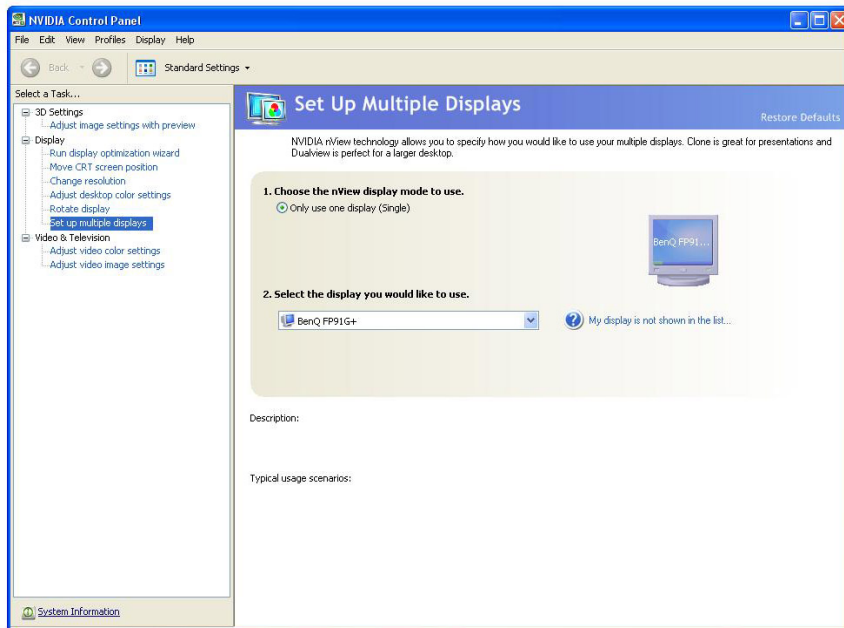 NVIDIA Control Panel
File Edit View Profiles Display Help
Back Standard Settings
Select a Task...
3D Settings
Adjust image settings with preview
Display
Run display optimization wizard
Move CRT screen position
Change resolution
Adjust desktop color settings
Rotate display
Set up multiple displays
Video & Television
Adjust video color settings
Adjust video image settings
System Information
Set Up Multiple Displays
Restore Defaults
NVIDIA nView technology allows you to specify how you would like to use your multiple displays. Clone is great for presentations and
Dualview is perfect for a larger desktop.
1. Choose the nView display mode to use.
Only use one display (Single)
BenQ FP91...
2. Select the display you would like to use.
BenQ FP91G+
My display is not shown in the list...
Description:
Typical usage scenarios: